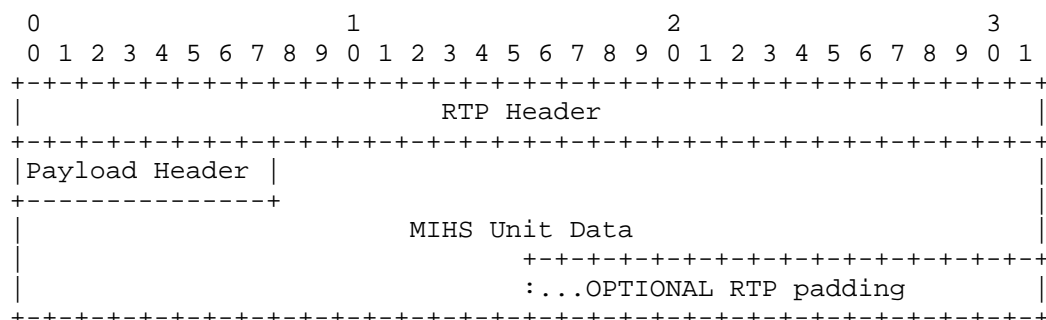 0                   1                   2                   3
 0 1 2 3 4 5 6 7 8 9 0 1 2 3 4 5 6 7 8 9 0 1 2 3 4 5 6 7 8 9 0 1
+-+-+-+-+-+-+-+-+-+-+-+-+-+-+-+-+-+-+-+-+-+-+-+-+-+-+-+-+-+-+-+-+
|                          RTP Header                           |
+-+-+-+-+-+-+-+-+-+-+-+-+-+-+-+-+-+-+-+-+-+-+-+-+-+-+-+-+-+-+-+-+
|Payload Header |                                               |
+---------------+                                               |
|                        MIHS Unit Data                         |
|                               +-+-+-+-+-+-+-+-+-+-+-+-+-+-+-+-+
|                               :...OPTIONAL RTP padding        |
+-+-+-+-+-+-+-+-+-+-+-+-+-+-+-+-+-+-+-+-+-+-+-+-+-+-+-+-+-+-+-+-+